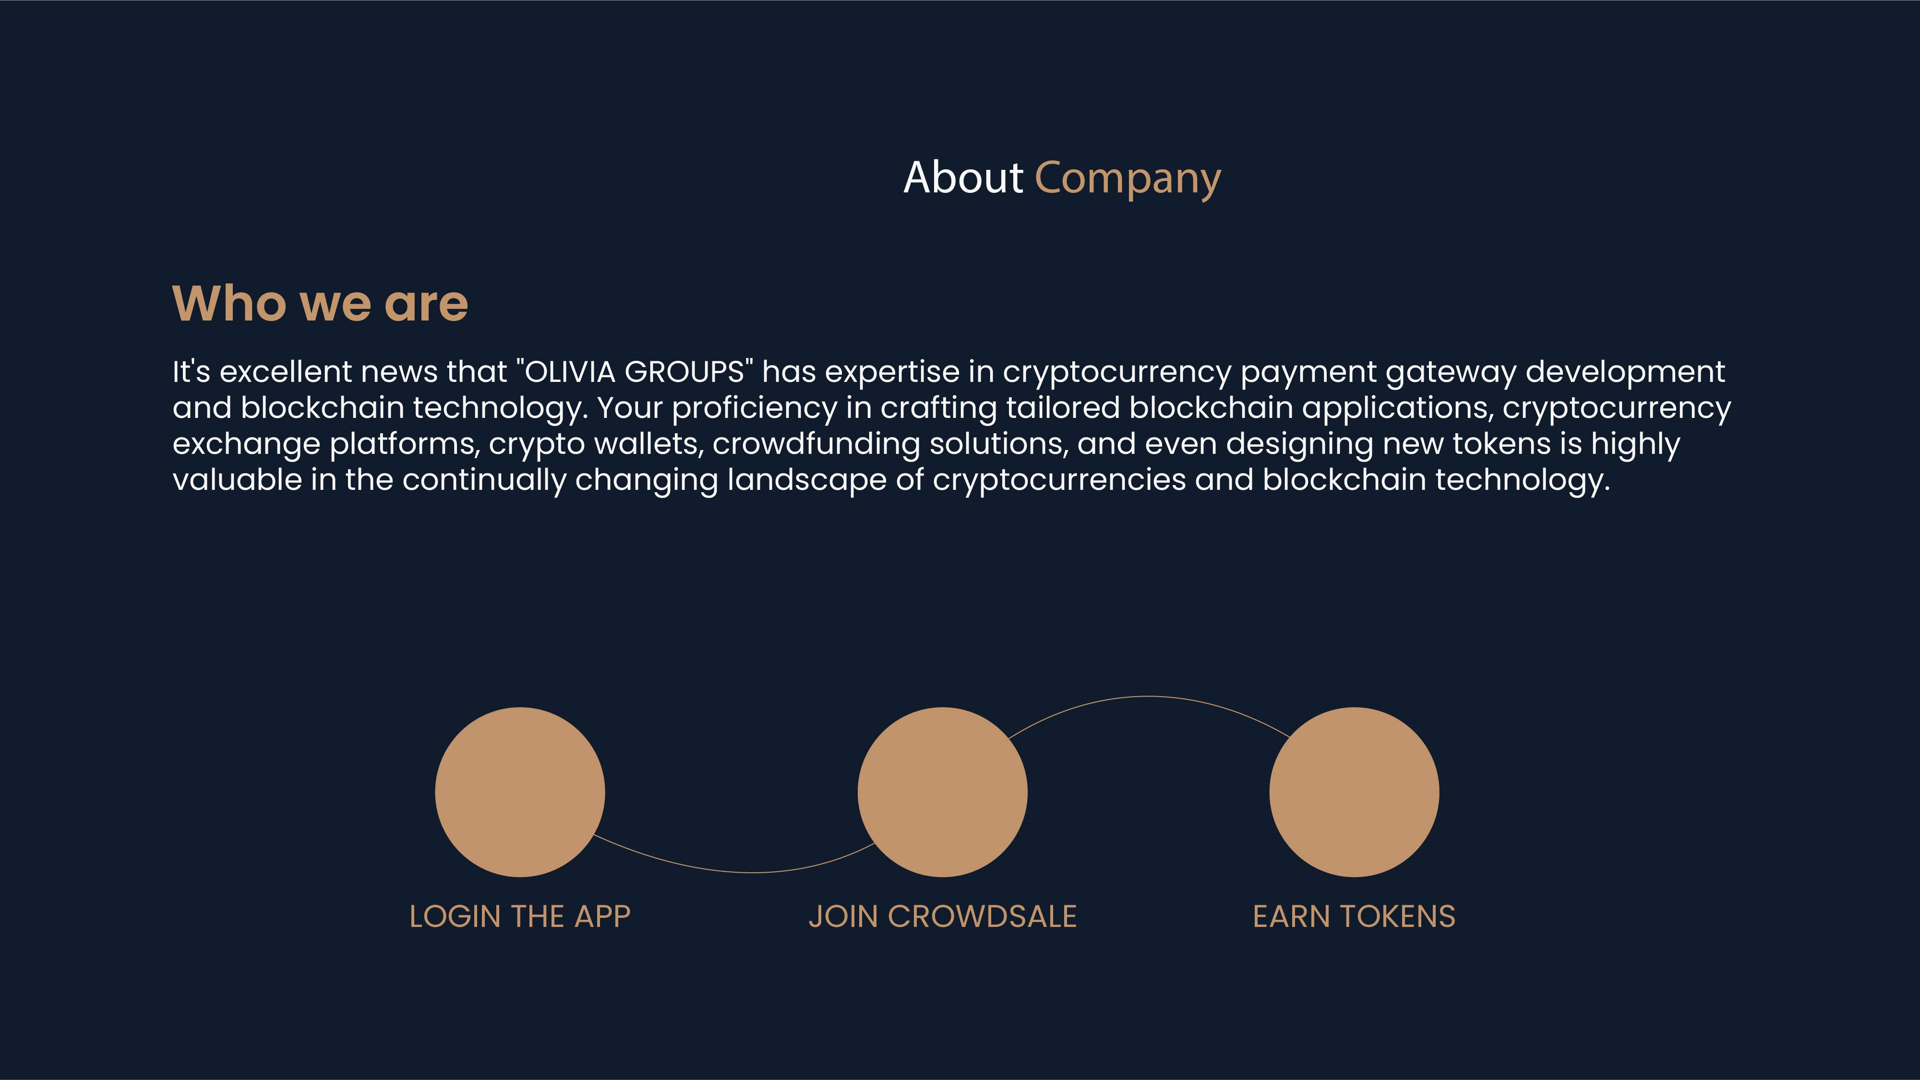 About Company
Who we are
It's excellent news that "OLIVIA GROUPS" has expertise in cryptocurrency payment gateway development
and blockchain technology. Your proficiency in crafting tailored blockchain applications, cryptocurrency
exchange platforms, crypto wallets, crowdfunding solutions, and even designing new tokens is highly
valuable in the continually changing landscape of cryptocurrencies and blockchain technology.
LOGIN THE APP
JOIN CROWDSALE
EARN TOKENS